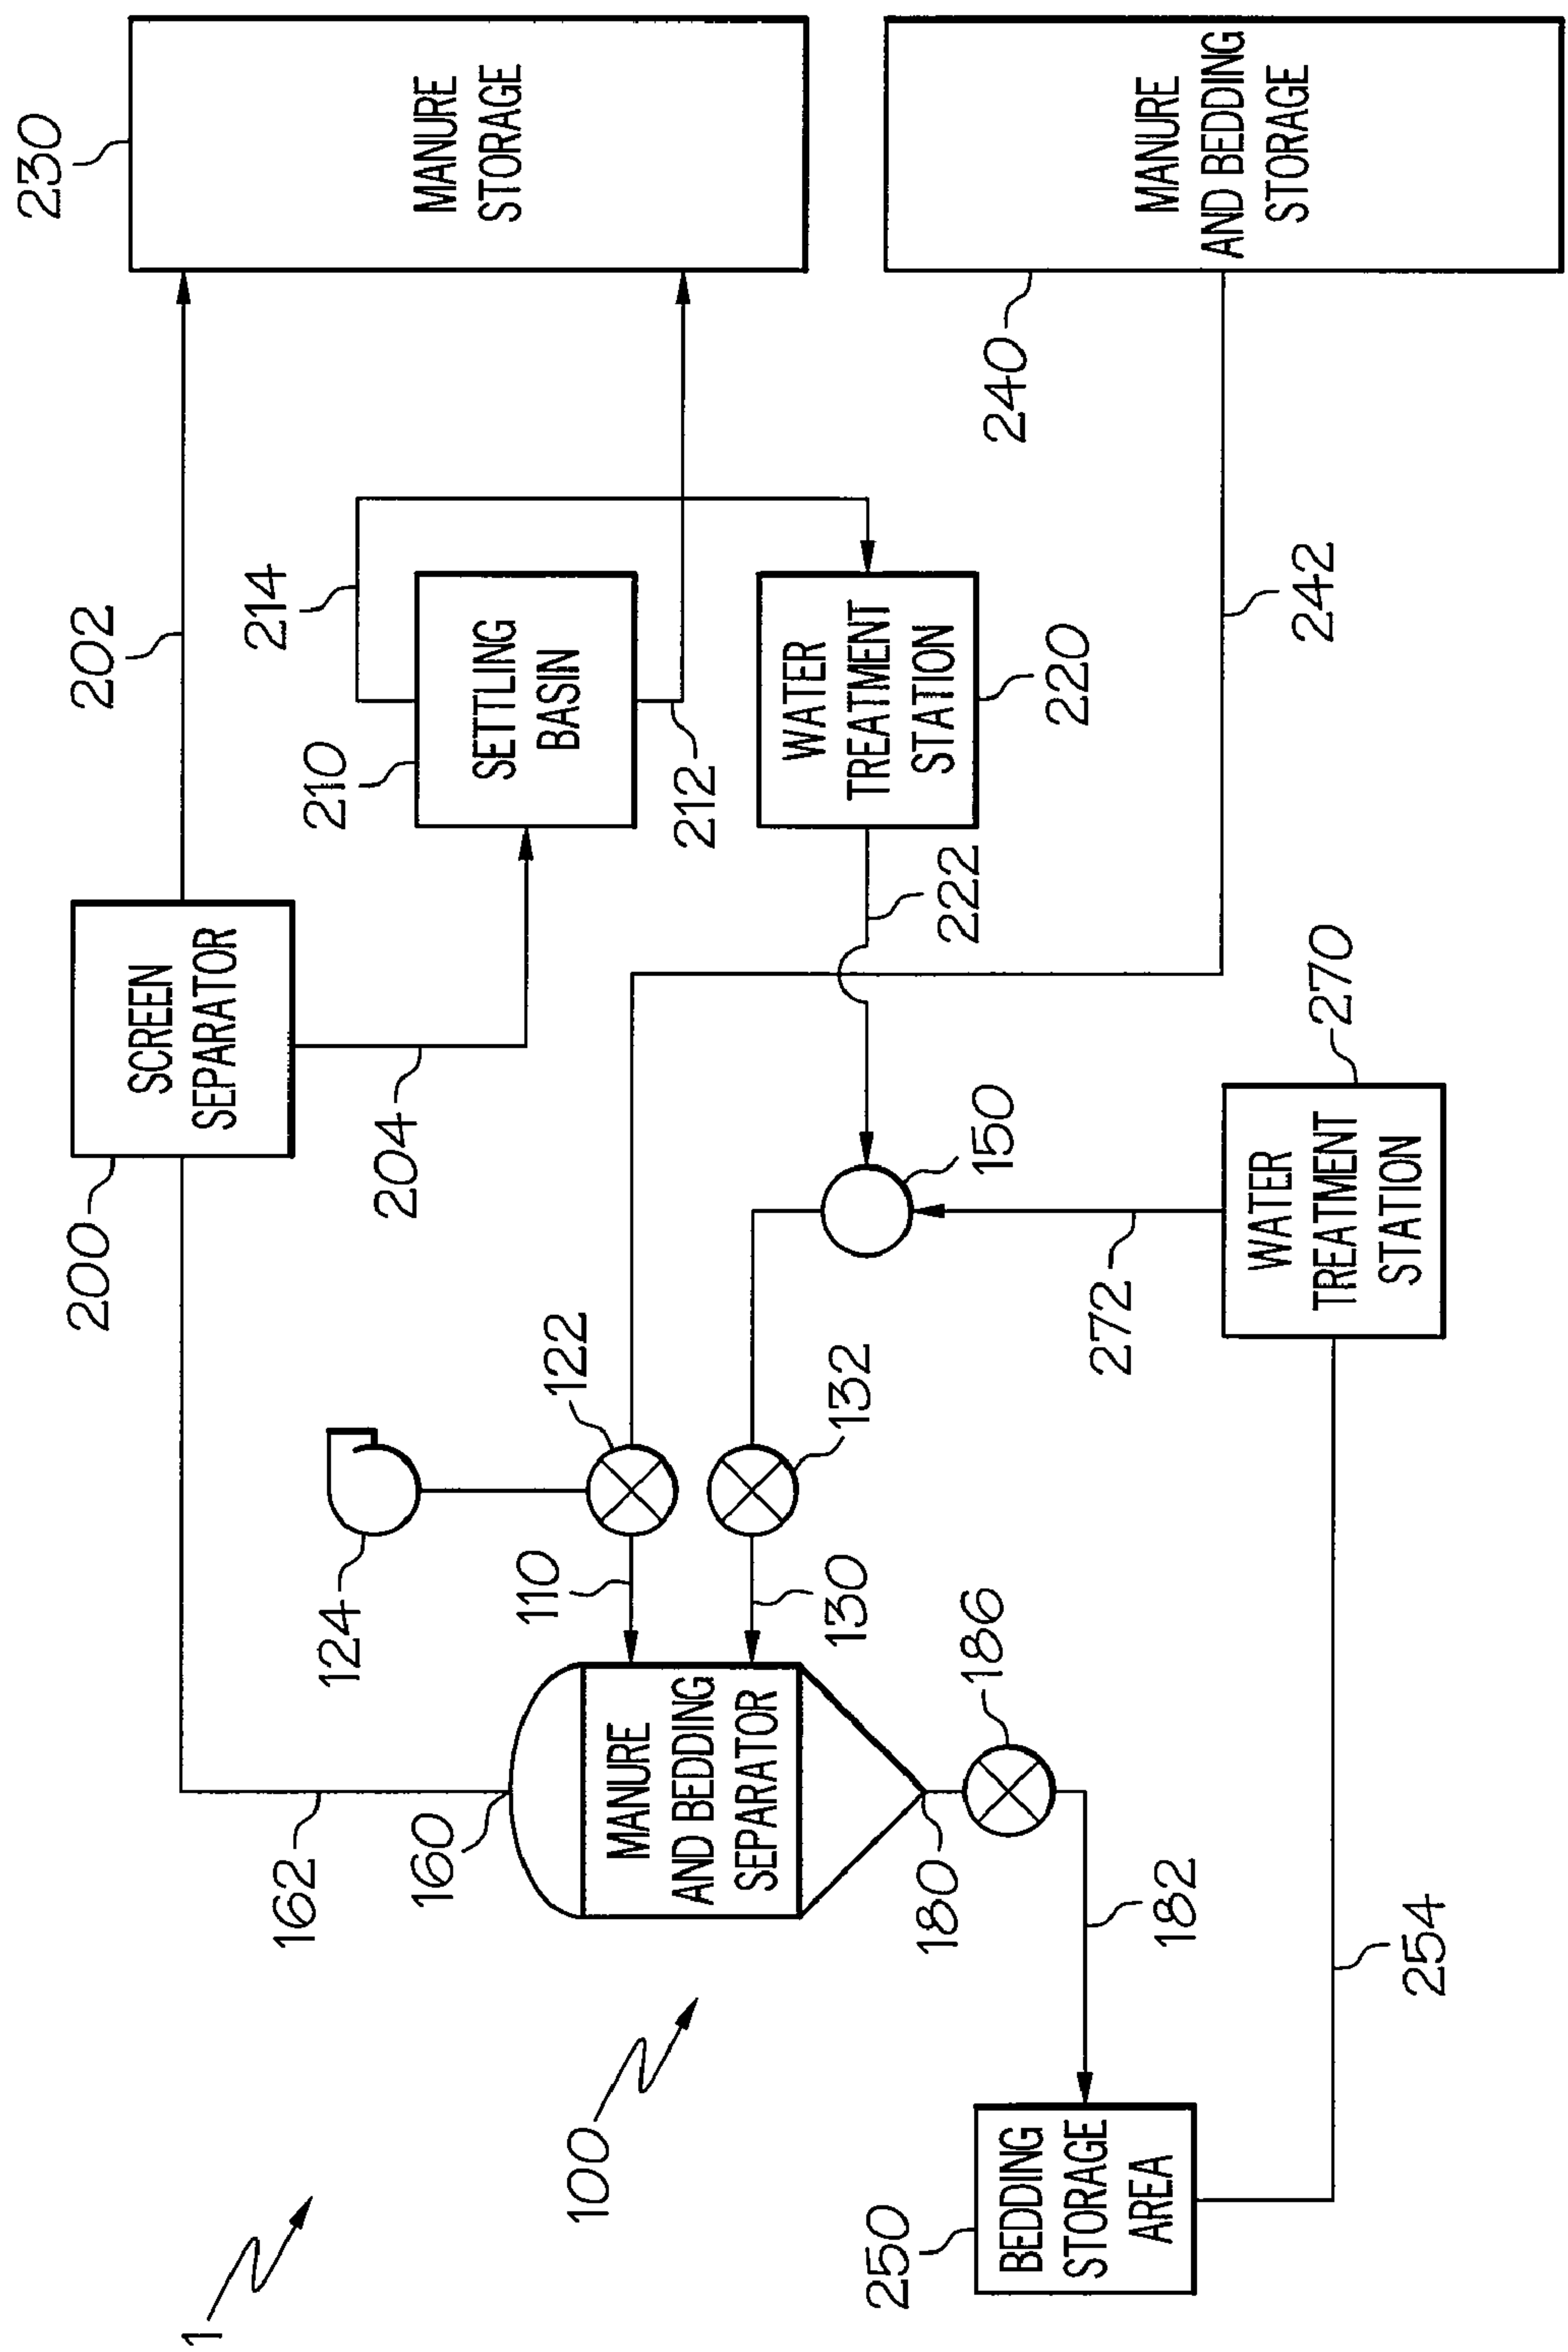 1
100
162
160
200
SCREEN
SEPARATOR
202
204
230
MANURE
STORAGE
214
210
SETTLING
BASIN
212
124
122
110
MANURE
AND BEDDING
SEPARATOR
130
132
150
222
WATER
TREATMENT
STATION
220
240
MANURE
AND BEDDING
STORAGE
242
180
186
182
250
BEDDING
STORAGE
AREA
254
272
270
WATER
TREATMENT
STATION